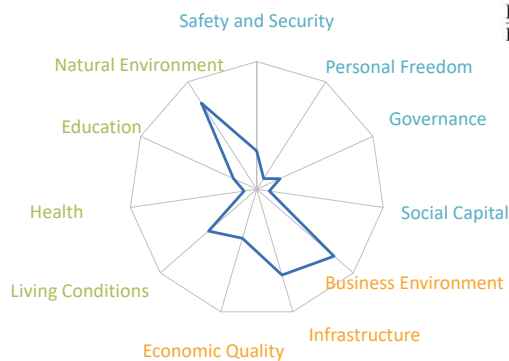 Safety and Security
Natural Environment
Personal Freedom
Education
Governance
Health
Social Capital
Living Conditions
Business Environment
Infrastructure
Economic Quality